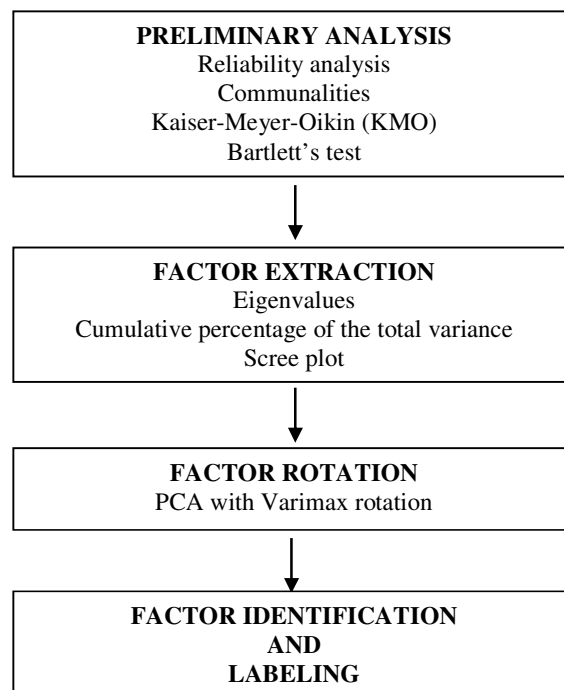 PRELIMINARY ANALYSIS
Reliability analysis
Communalities
Kaiser-Meyer-Oikin (KMO)
Bartlett’s test
FACTOR EXTRACTION
Eigenvalues
Cumulative percentage of the total variance
Scree plot
FACTOR ROTATION
PCA with Varimax rotation
FACTOR IDENTIFICATION
AND
LABELING